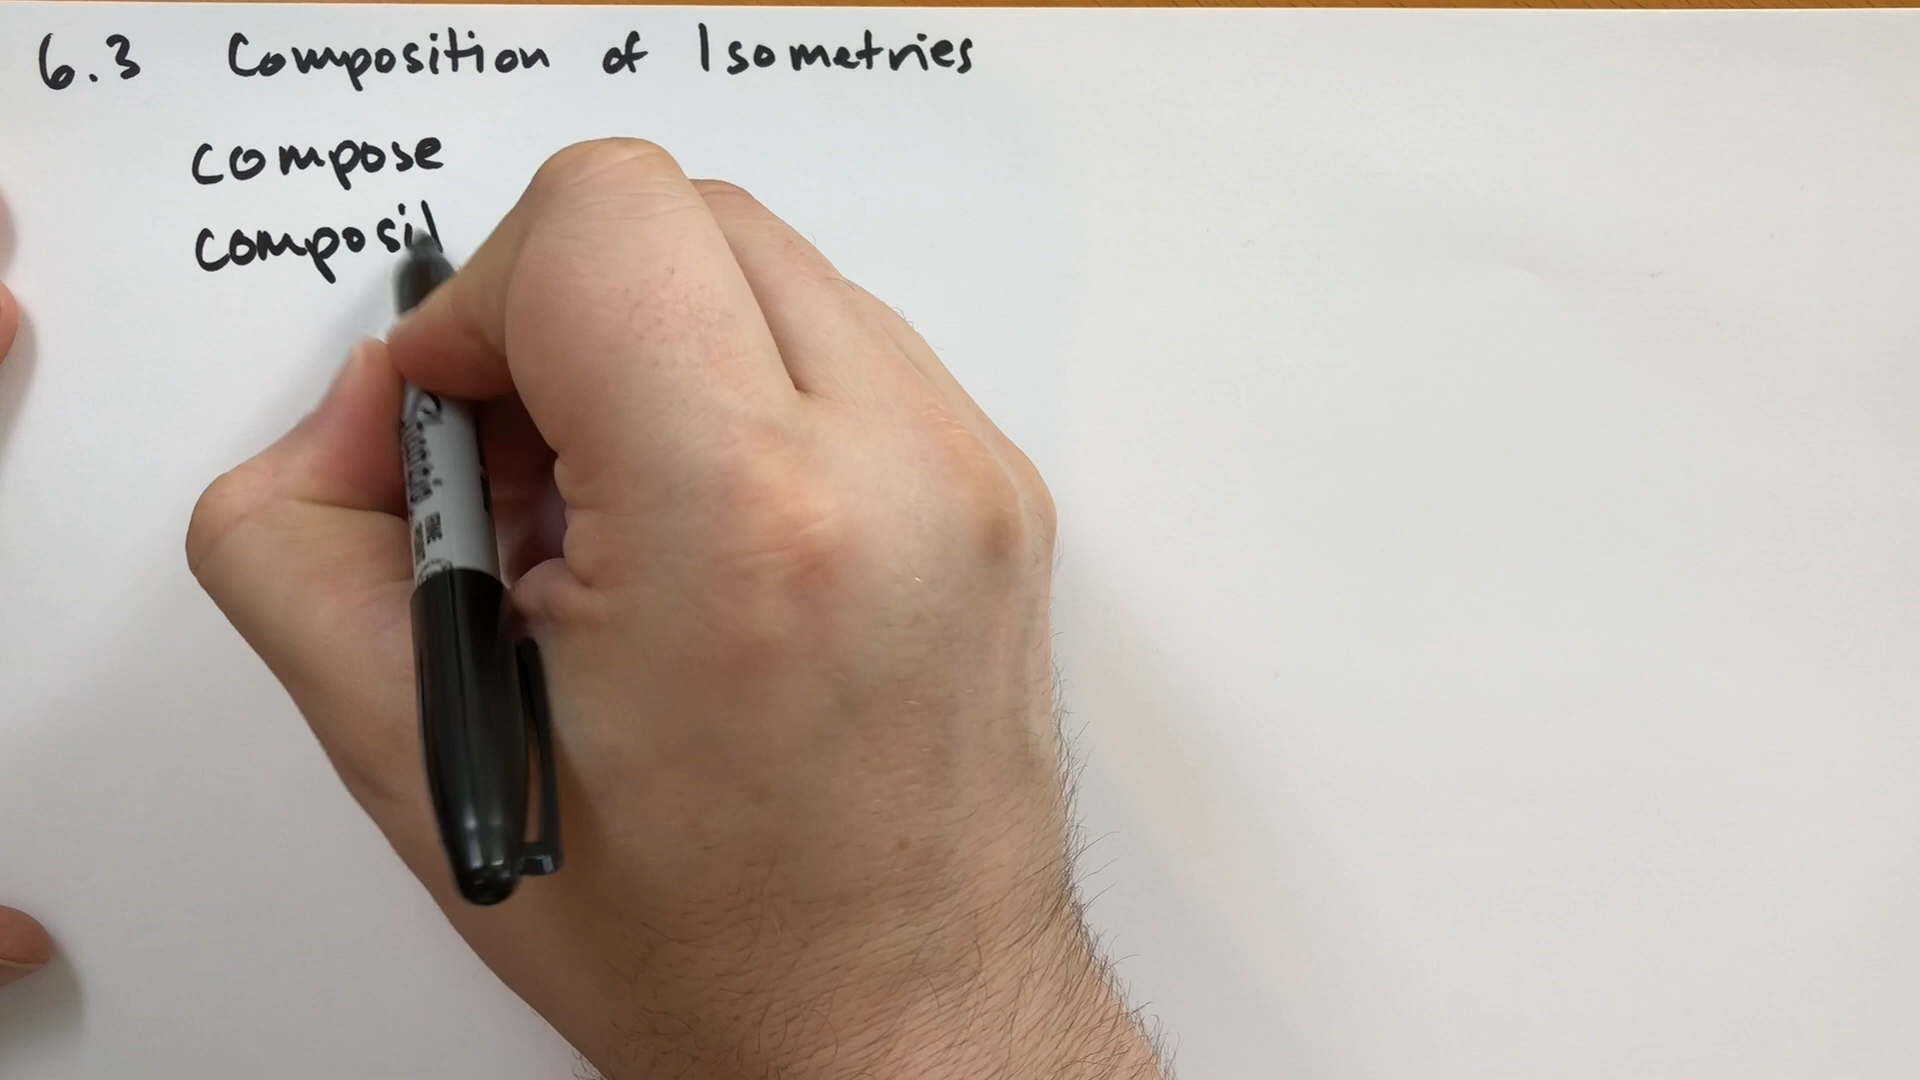 6.3 Composition of Isometries
compose
composi